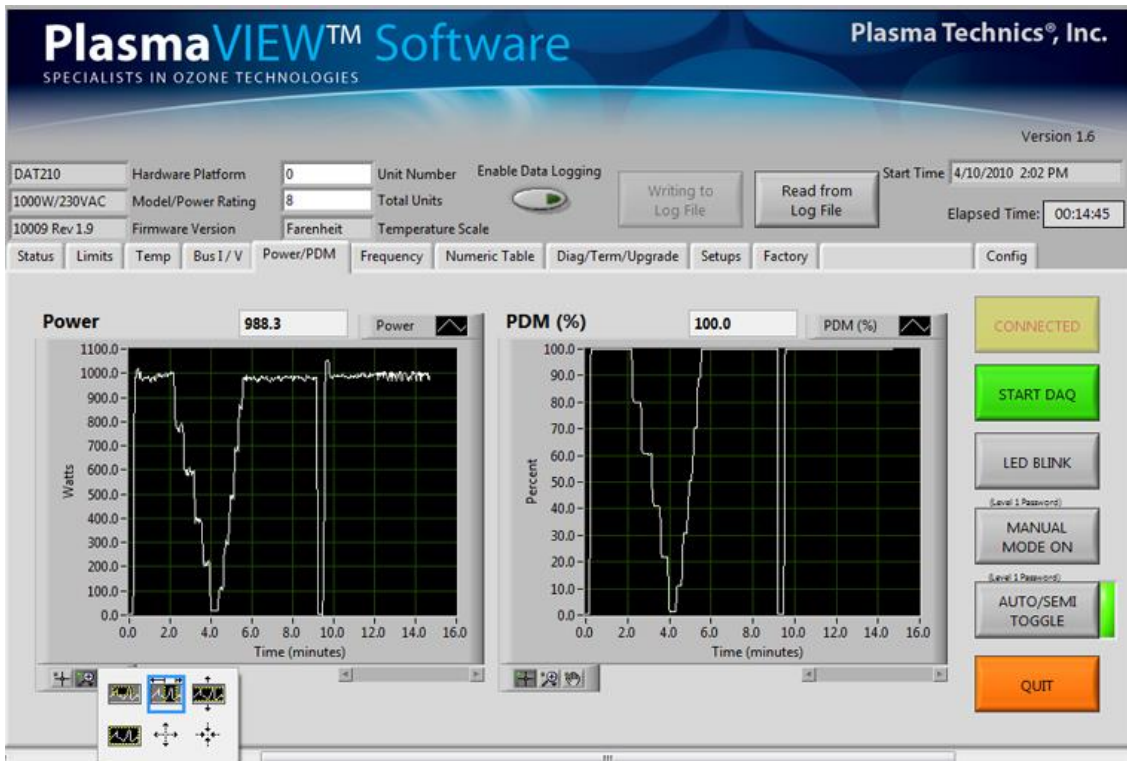 PlasmaVIEW™ Software
SPECIALISTS IN OZONE TECHNOLOGIES
Plasma Technics®, Inc.
Version 1.6
DAT210 Hardware Platform 0 Unit Number Enable Data Logging
1000W/230VAC Model/Power Rating 8 Total Units
10009 Rev 1.9 Firmware Version Farenheit Temperature Scale
Writing to
Log File
Read from
Log File
Start Time 4/10/2010 2:02 PM
Elapsed Time: 00:14:45
Status Limits Temp Bus I / V Power/PDM Frequency Numeric Table Diag/Term/Upgrade Setups Factory Config
Power 988.3 Power
1100.0
1000.0
900.0
800.0
700.0
600.0
500.0
400.0
300.0
200.0
100.0
0.0
Watts
0.0 2.0 4.0 6.0 8.0 10.0 12.0 14.0 16.0
Time (minutes)
PDM (%) 100.0 PDM (%)
100.0
90.0
80.0
70.0
60.0
50.0
40.0
30.0
20.0
10.0
0.0
Percent
0.0 2.0 4.0 6.0 8.0 10.0 12.0 14.0 16.0
Time (minutes)
CONNECTED
START DAQ
LED BLINK
(Level 1 Password)
MANUAL
MODE ON
(Level 1 Password)
AUTO/SEMI
TOGGLE
QUIT